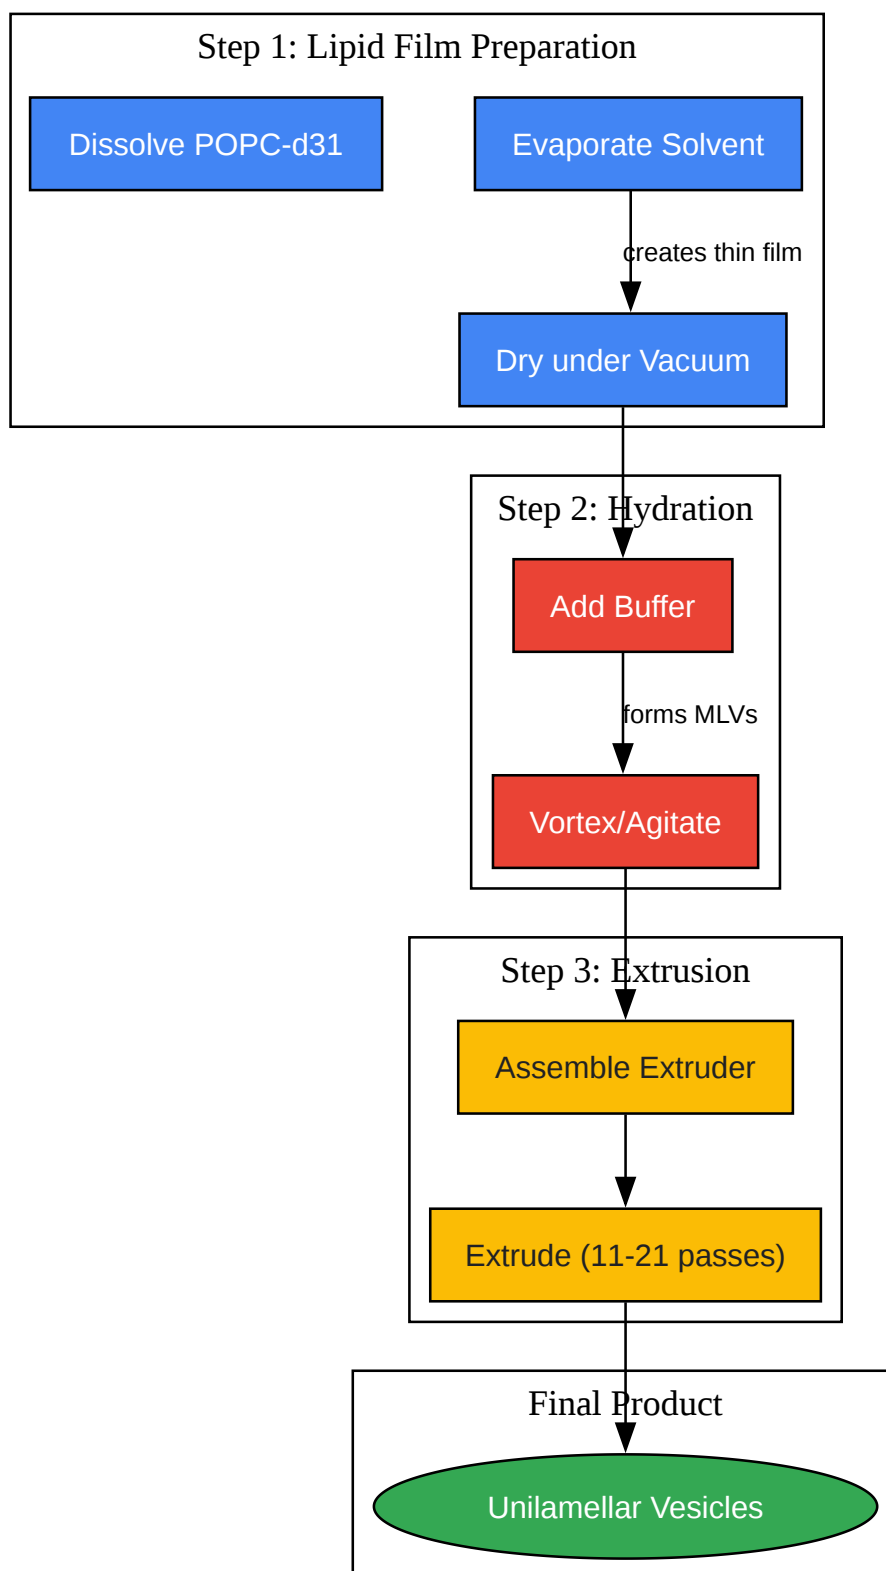 Step 1: Lipid Film Preparation
Dissolve POPC-d31
Evaporate Solvent
creates thin film
Dry under Vacuum
Step 2: Hydration
Add Buffer
forms MLVs
Vortex/Agitate
Step 3: Extrusion
Assemble Extruder
Extrude (11-21 passes)
Final Product
Unilamellar Vesicles